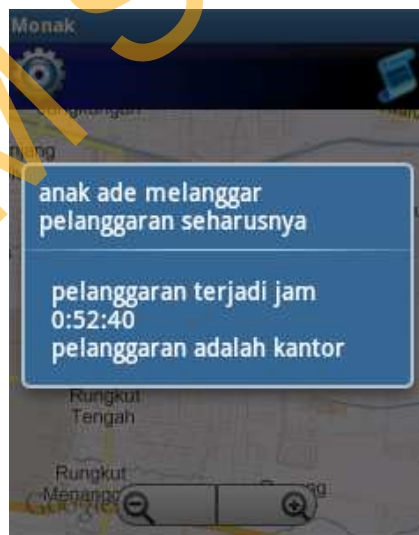 Monak
anak ade melanggar
pelanggaran seharusnya
pelanggaran terjadi jam
0:52:40
pelanggaran adalah kantor
Rungkut
Tengah
Rungkut